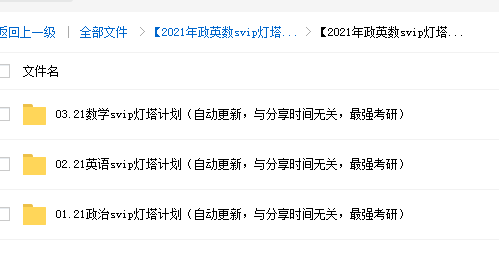 返回上一级 | 全部文件 > 【2021年政英数svip灯塔... > 【2021年政英数svip灯塔...
文件名
03.21数学svip灯塔计划（自动更新，与分享时间无关，最强考研）
02.21英语svip灯塔计划（自动更新，与分享时间无关，最强考研）
01.21政治svip灯塔计划（自动更新，与分享时间无关，最强考研）